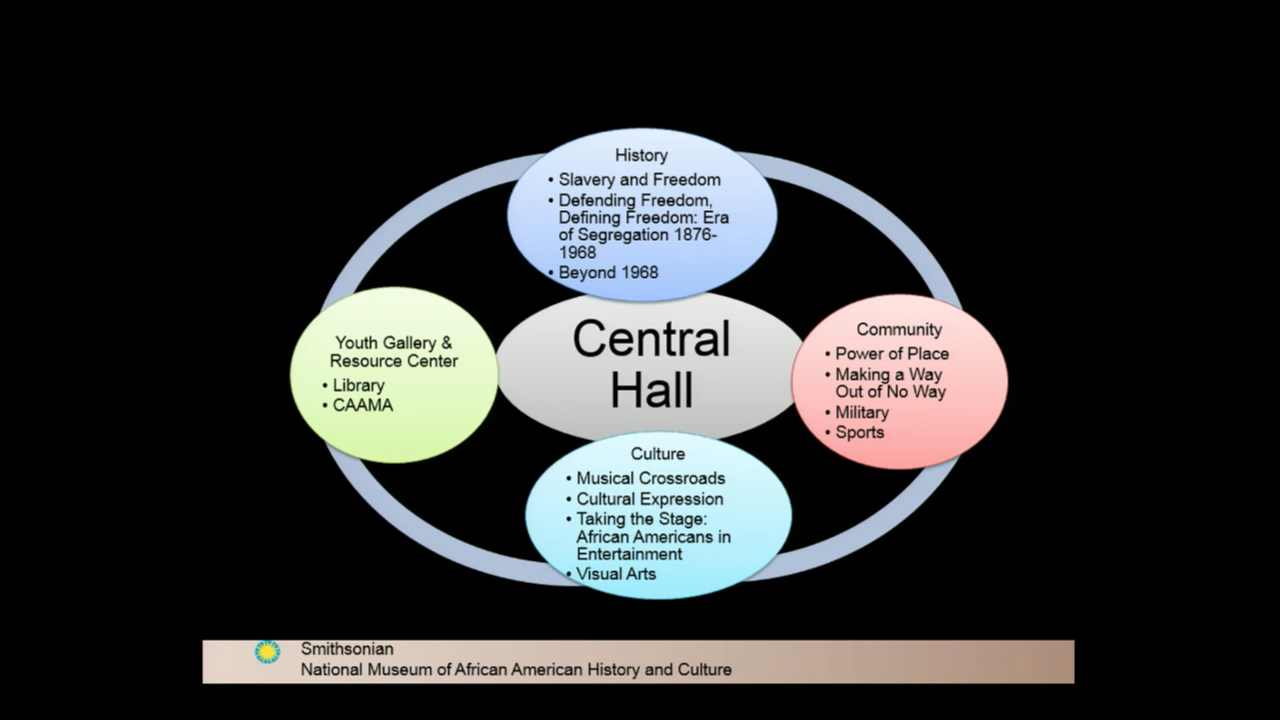 History
• Slavery and Freedom
• Defending Freedom,
Defining Freedom: Era
of Segregation 1876-
1968
• Beyond 1968
Youth Gallery &
Resource Center
• Library
• CAAMA
Central
Hall
Community
• Power of Place
• Making a Way
Out of No Way
• Military
• Sports
Culture
• Musical Crossroads
• Cultural Expression
• Taking the Stage:
African Americans in
Entertainment
• Visual Arts
Smithsonian
National Museum of African American History and Culture